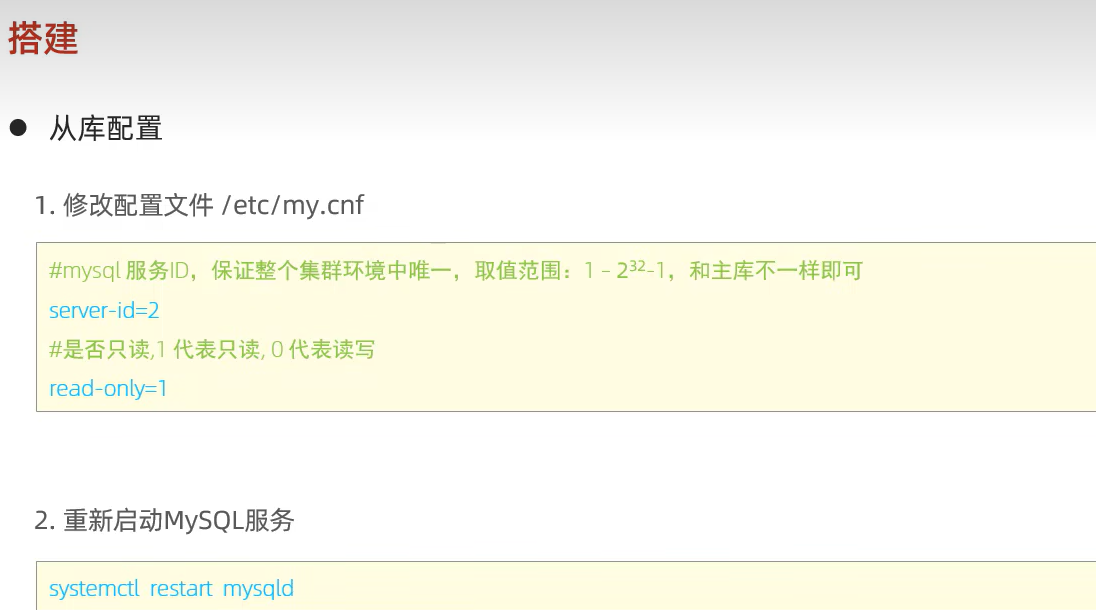 搭建
● 从库配置
1. 修改配置文件 /etc/my.cnf
#mysql 服务ID，保证整个集群环境中唯一，取值范围：1 – 2³²-1，和主库不一样即可
server-id=2
#是否只读,1 代表只读, 0 代表读写
read-only=1
2. 重新启动MySQL服务
systemctl restart mysqld